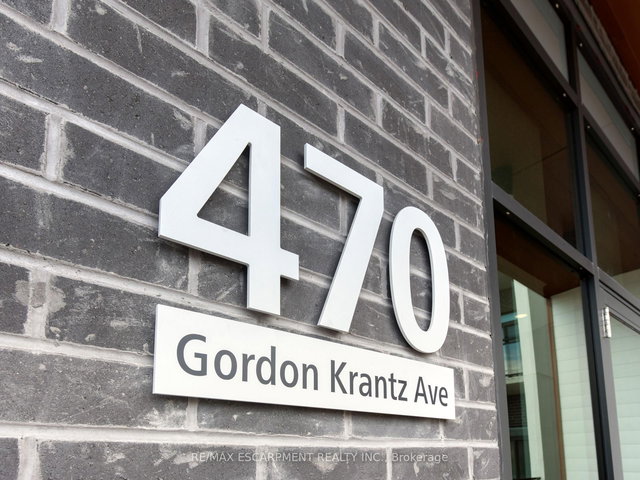 470
Gordon Krantz Ave
RE/MAX ESCARPMENT REALTY INC., Brokerage